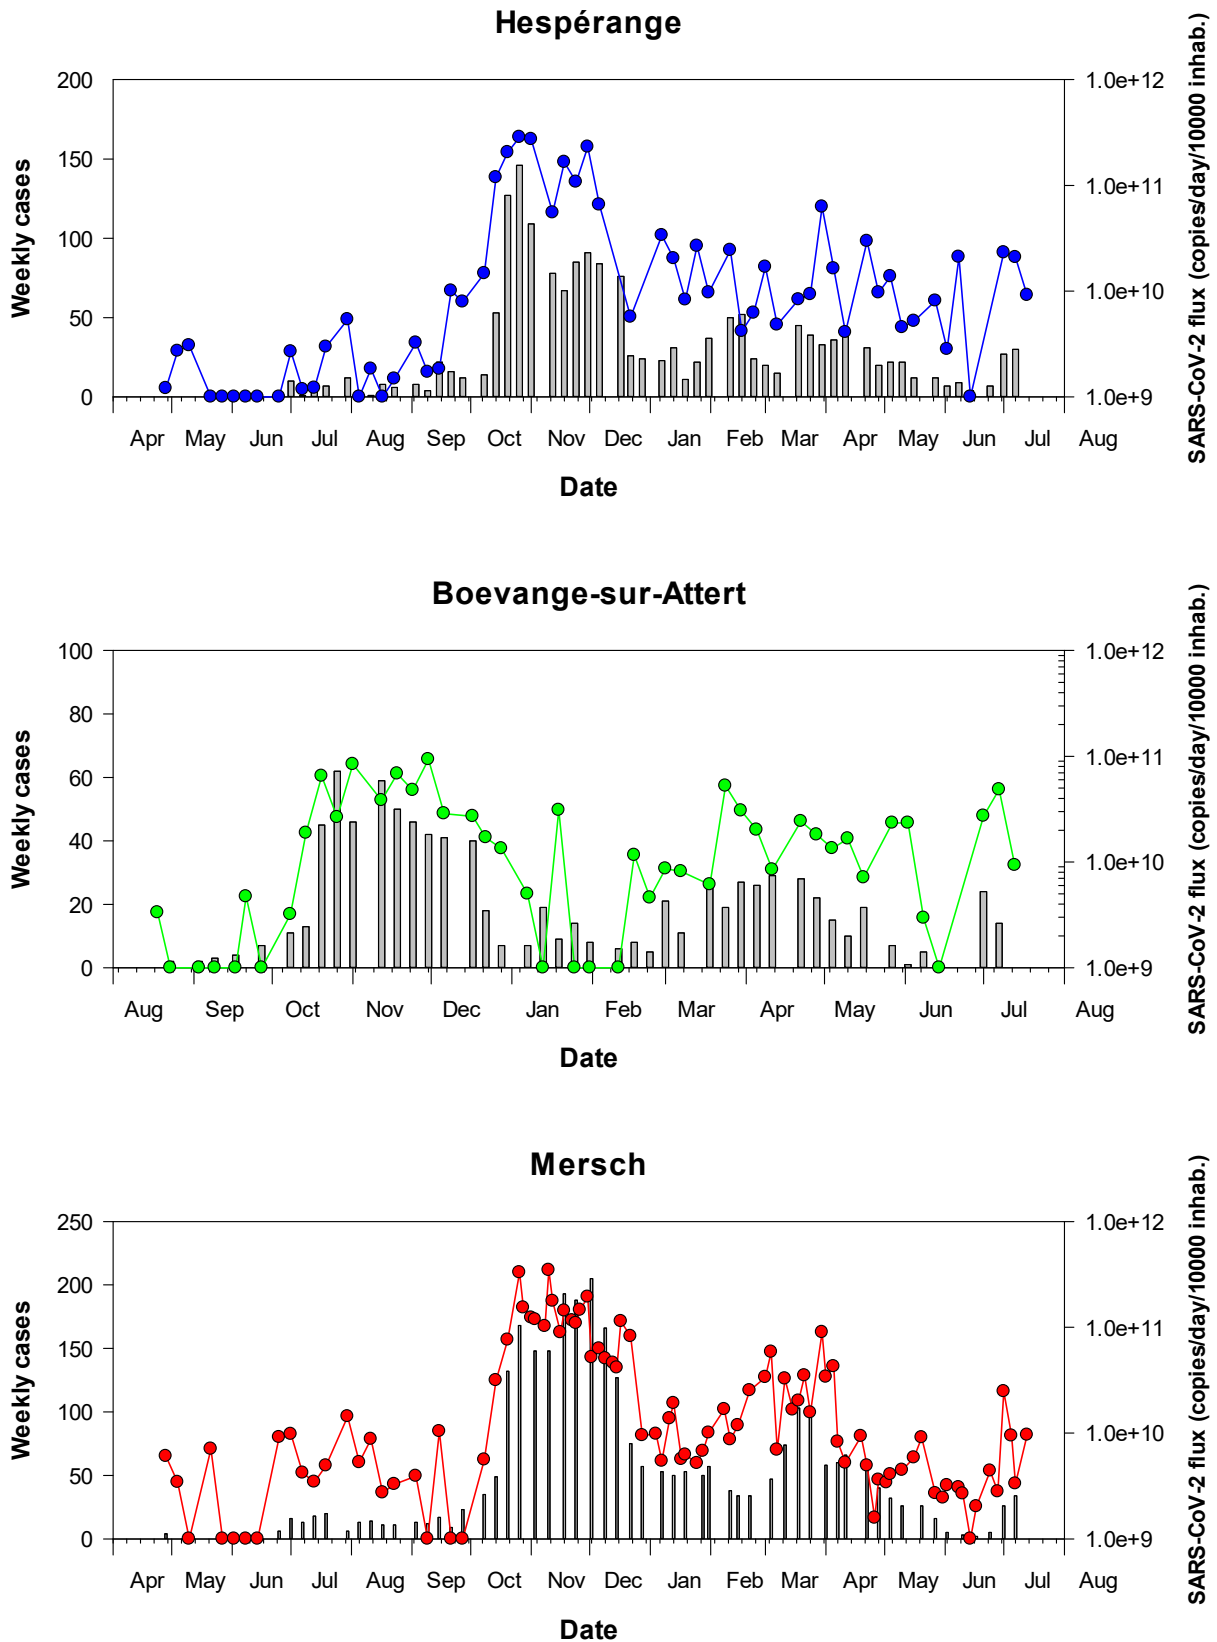 Hespérange
200
150
100
50
0
Weekly cases
1.0e+12
1.0e+11
1.0e+10
1.0e+9
SARS-CoV-2 flux (copies/day/10000 inhab.)
Apr May Jun Jul Aug Sep Oct Nov Dec Jan Feb Mar Apr May Jun Jul Aug
Date
Boevange-sur-Attert
100
80
60
40
20
0
Weekly cases
1.0e+12
1.0e+11
1.0e+10
1.0e+9
SARS-CoV-2 flux (copies/day/10000 inhab.)
Aug Sep Oct Nov Dec Jan Feb Mar Apr May Jun Jul Aug
Date
Mersch
250
200
150
100
50
0
Weekly cases
1.0e+12
1.0e+11
1.0e+10
1.0e+9
SARS-CoV-2 flux (copies/day/10000 inhab.)
Apr May Jun Jul Aug Sep Oct Nov Dec Jan Feb Mar Apr May Jun Jul Aug
Date